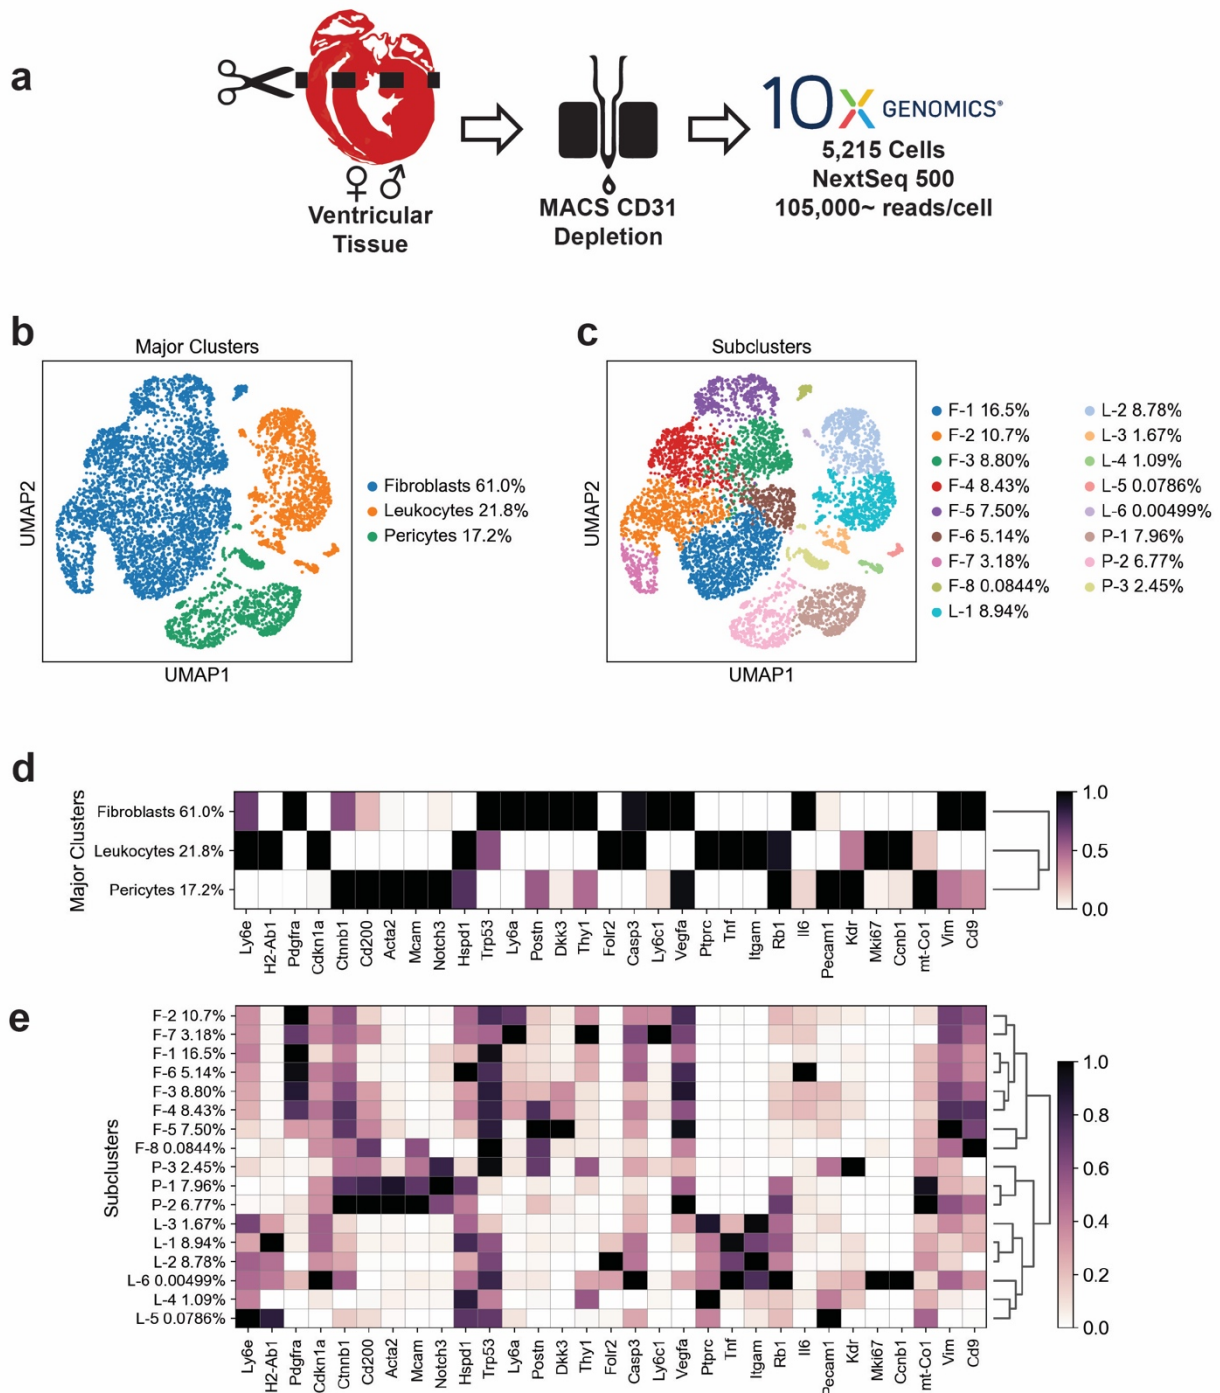 a
10X GENOMICS®
5,215 Cells
NextSeq 500
105,000~ reads/cell
♀ ♂
Ventricular
Tissue
MACS CD31
Depletion
b
Major Clusters
UMAP2
UMAP1
Fibroblasts 61.0%
Leukocytes 21.8%
Pericytes 17.2%
c
Subclusters
UMAP2
UMAP1
F-1 16.5%
F-2 10.7%
F-3 8.80%
F-4 8.43%
F-5 7.50%
F-6 5.14%
F-7 3.18%
F-8 0.0844%
L-1 8.94%
L-2 8.78%
L-3 1.67%
L-4 1.09%
L-5 0.0786%
L-6 0.00499%
P-1 7.96%
P-2 6.77%
P-3 2.45%
d
Major Clusters
Fibroblasts 61.0%
Leukocytes 21.8%
Pericytes 17.2%
1.0
0.5
0.0
Ly6e
H2-Ab1
Pdgfra
Cdkn1a
Ctnnb1
Cd200
Acta2
Mcam
Notch3
Hspd1
Trp53
Ly6a
Postn
Dkk3
Thy1
Folr2
Casp3
Ly6c1
Vegfa
Ptprc
Tnf
Itgam
Rb1
Il6
Pecam1
Kdr
Mki67
Ccnb1
mt-Co1
Vim
Cd9
e
Subclusters
F-2 10.7%
F-7 3.18%
F-1 16.5%
F-6 5.14%
F-3 8.80%
F-4 8.43%
F-5 7.50%
F-8 0.0844%
P-3 2.45%
P-1 7.96%
P-2 6.77%
L-3 1.67%
L-1 8.94%
L-2 8.78%
L-6 0.00499%
L-4 1.09%
L-5 0.0786%
1.0
0.8
0.6
0.4
0.2
0.0
Ly6e
H2-Ab1
Pdgfra
Cdkn1a
Ctnnb1
Cd200
Acta2
Mcam
Notch3
Hspd1
Trp53
Ly6a
Postn
Dkk3
Thy1
Folr2
Casp3
Ly6c1
Vegfa
Ptprc
Tnf
Itgam
Rb1
Il6
Pecam1
Kdr
Mki67
Ccnb1
mt-Co1
Vim
Cd9